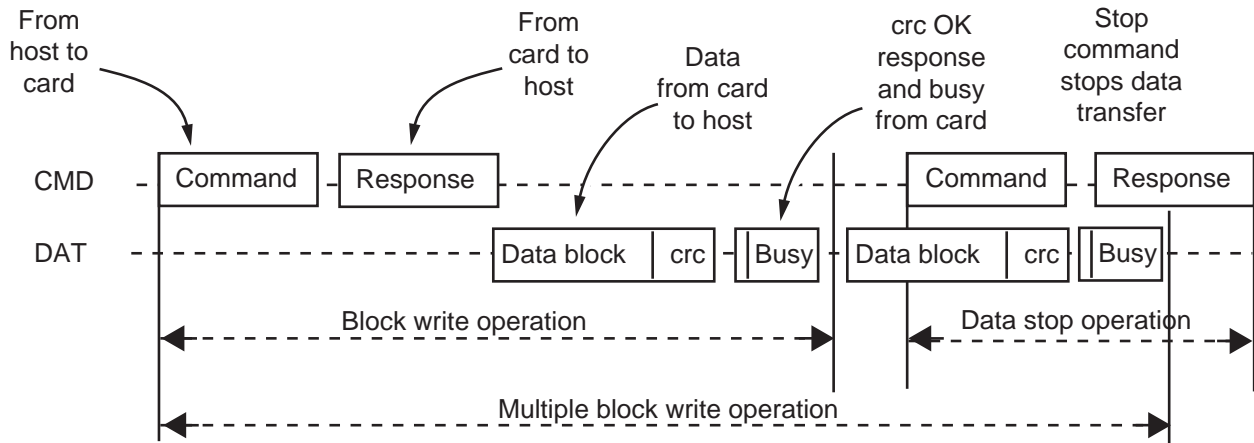 From
host to
card
From
card to
host
Data
from card
to host
crc OK
response
and busy
from card
Stop
command
stops data
transfer
CMD
Command
Response
Command
Response
DAT
Data block
crc
Busy
Data block
crc
Busy
Block write operation
Data stop operation
Multiple block write operation